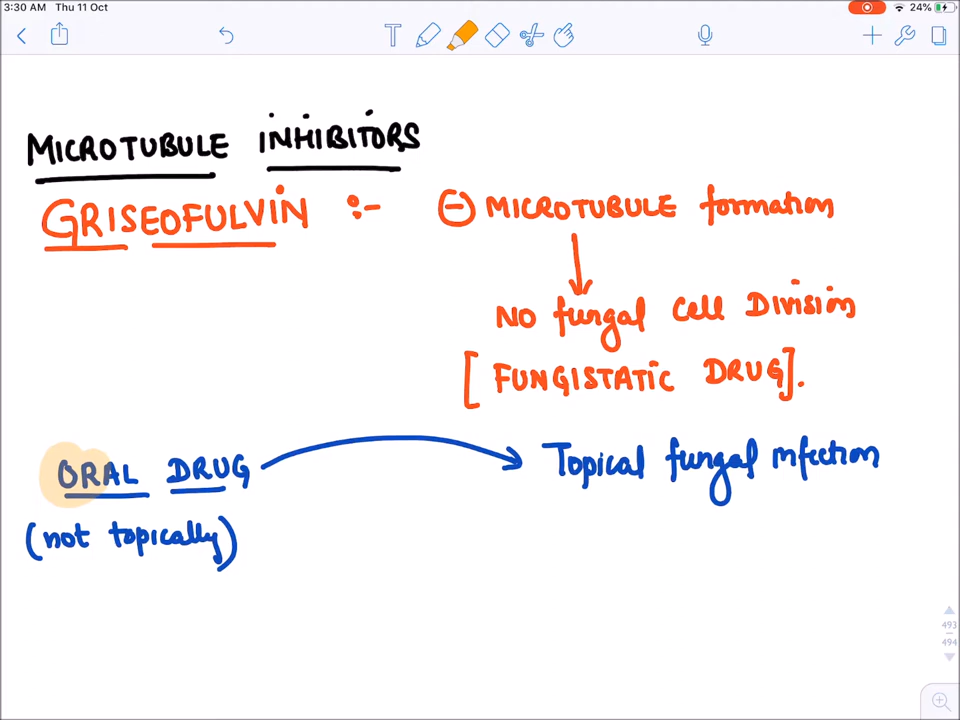 3:30 AM Thu 11 Oct
24%
T
MICROTUBULE INHIBITORS
GRISEOFULVIN :- (-) MICROTUBULE formation
NO fungal Cell Division
[FUNGISTATIC DRUG].
ORAL DRUG Topical fungal infection
(not topically)
493
494